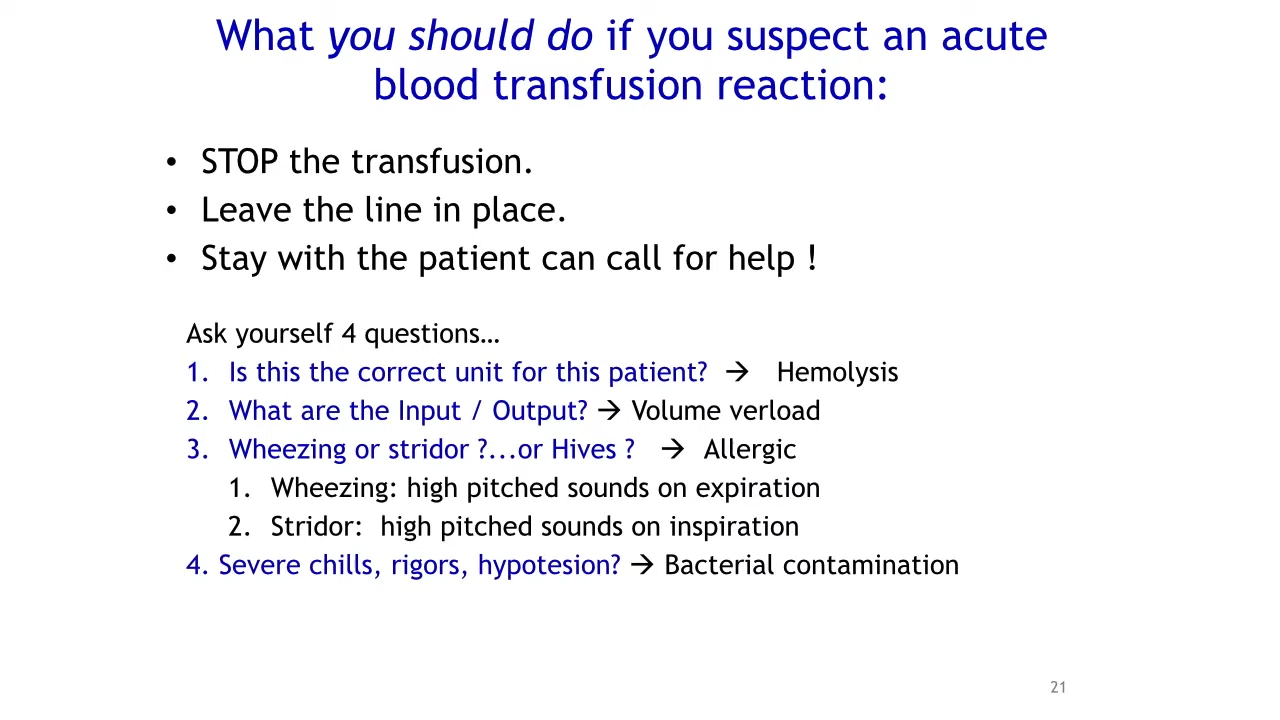 What you should do if you suspect an acute
blood transfusion reaction:
• STOP the transfusion.
• Leave the line in place.
• Stay with the patient can call for help !
Ask yourself 4 questions…
1. Is this the correct unit for this patient? → Hemolysis
2. What are the Input / Output? → Volume verload
3. Wheezing or stridor ?...or Hives ? → Allergic
1. Wheezing: high pitched sounds on expiration
2. Stridor: high pitched sounds on inspiration
4. Severe chills, rigors, hypotesion? → Bacterial contamination
21